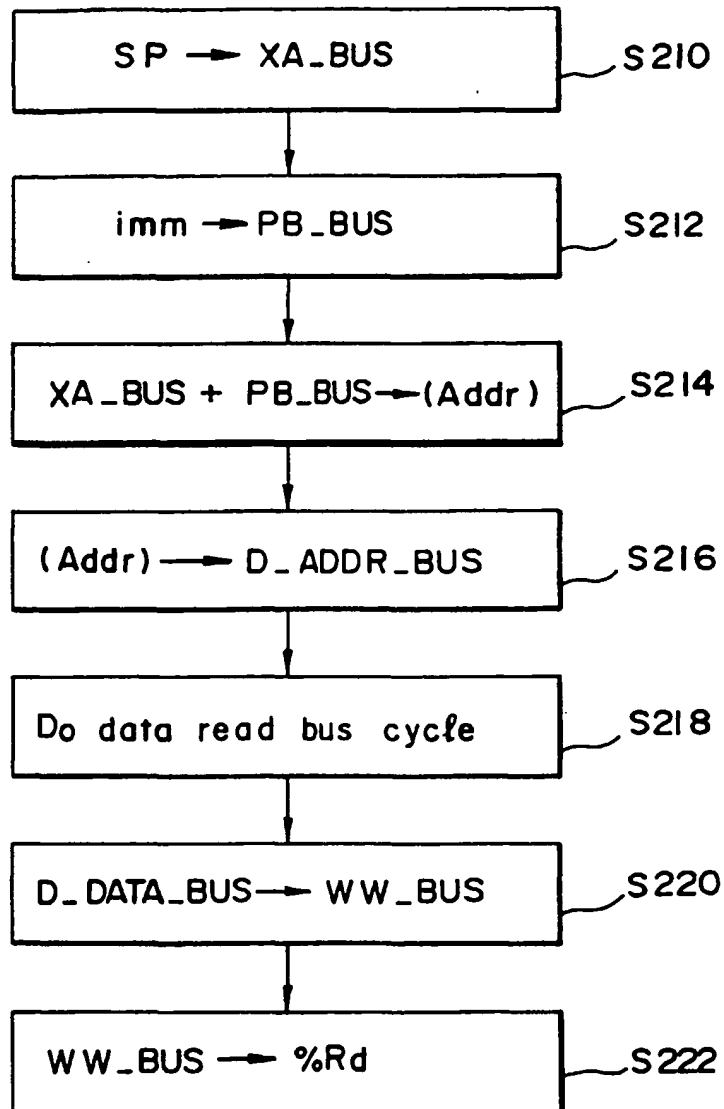 SP → XA_BUS S210
imm → PB_BUS S212
XA_BUS + PB_BUS → (Addr) S214
(Addr) → D_ADDR_BUS S216
Do data read bus cycle S218
D_DATA_BUS → WW_BUS S220
WW_BUS → %Rd S222